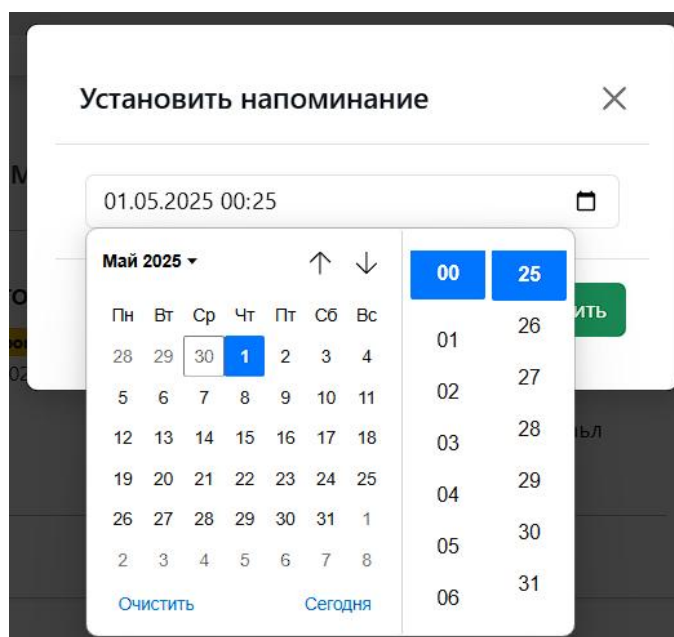 Установить напоминание
01.05.2025 00:25
Май 2025
Пн Вт Ср Чт Пт Сб Вс
28 29 30 1 2 3 4
5 6 7 8 9 10 11
12 13 14 15 16 17 18
19 20 21 22 23 24 25
26 27 28 29 30 31 1
2 3 4 5 6 7 8
Очистить Сегодня
00 25
01 26
02 27
03 28
04 29
05 30
06 31
ить